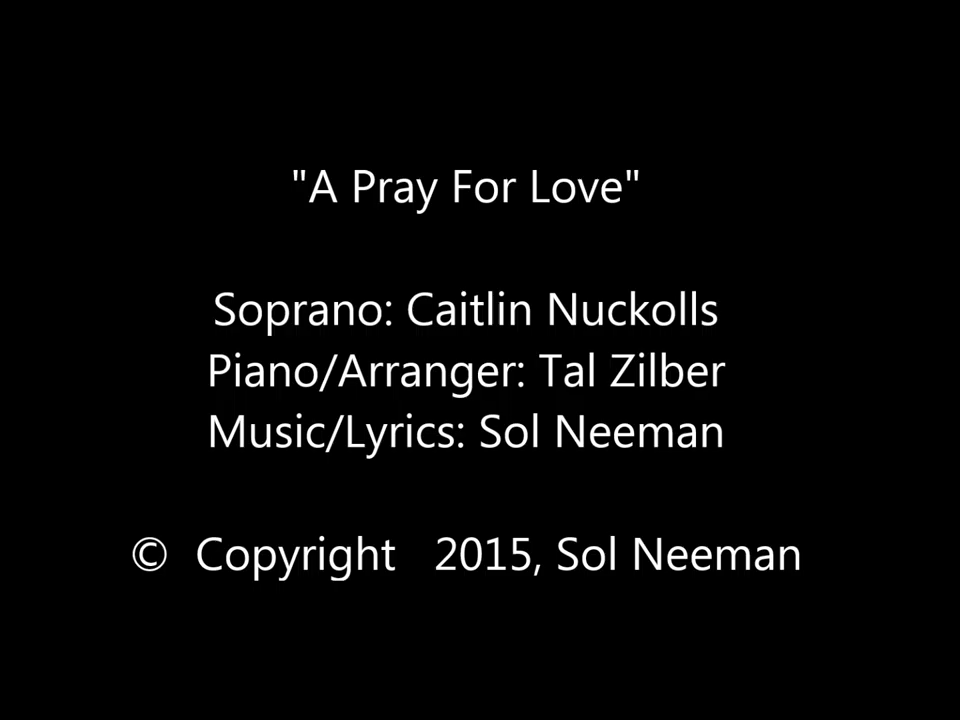 "A Pray For Love"
Soprano: Caitlin Nuckolls
Piano/Arranger: Tal Zilber
Music/Lyrics: Sol Neeman
© Copyright 2015, Sol Neeman